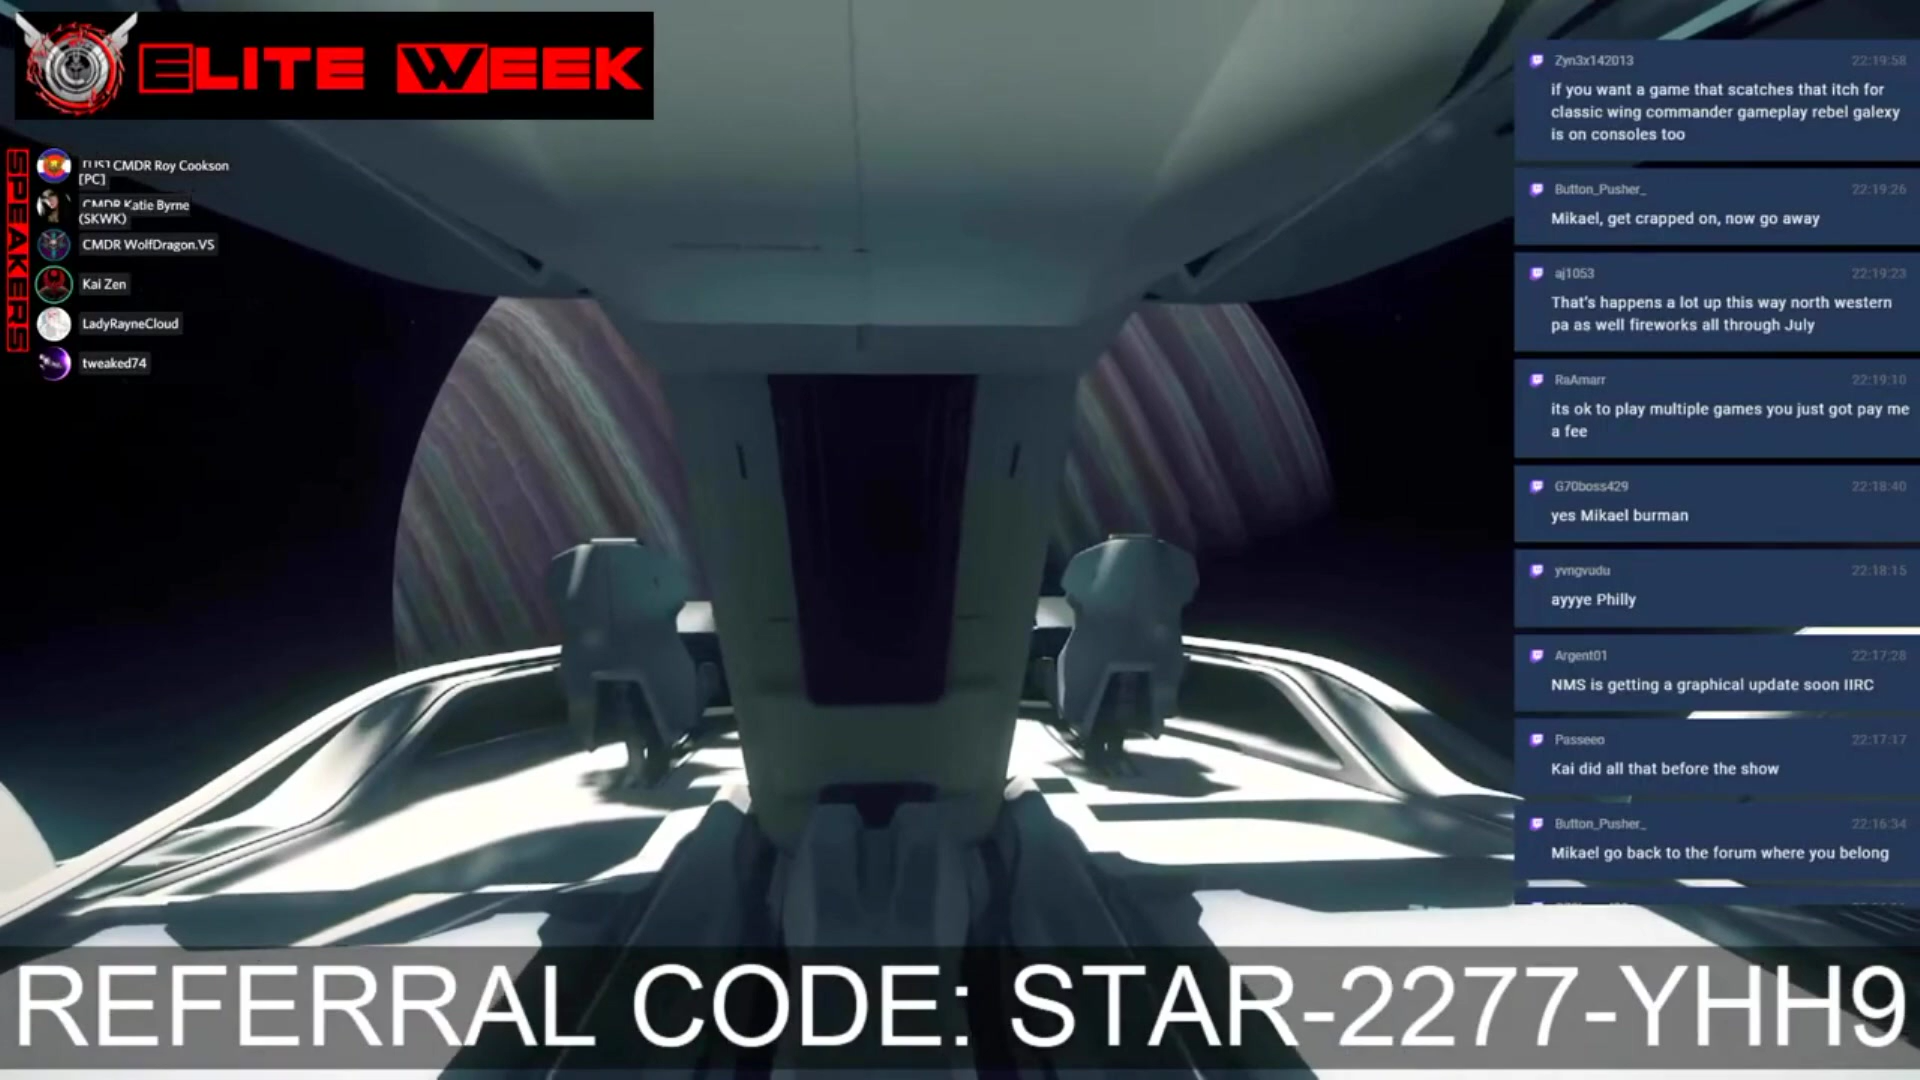 ELITE WEEK
SPEAKERS
[US] CMDR Roy Cookson
[PC]
CMDR Katie Byrne
(SKWK)
CMDR WolfDragon.VS
Kai Zen
LadyRayneCloud
tweaked74
Zyn3x142013 22:19:58
if you want a game that scatches that itch for
classic wing commander gameplay rebel galexy
is on consoles too
Button_Pusher_ 22:19:26
Mikael, get crapped on, now go away
aj1053 22:19:23
That's happens a lot up this way north western
pa as well fireworks all through July
RaAmarr 22:19:10
its ok to play multiple games you just got pay me
a fee
G70boss429 22:18:40
yes Mikael burman
yvngvudu 22:18:15
ayyye Philly
Argent01 22:17:28
NMS is getting a graphical update soon IIRC
Passeeo 22:17:17
Kai did all that before the show
Button_Pusher_ 22:16:34
Mikael go back to the forum where you belong
REFERRAL CODE: STAR-2277-YHH9